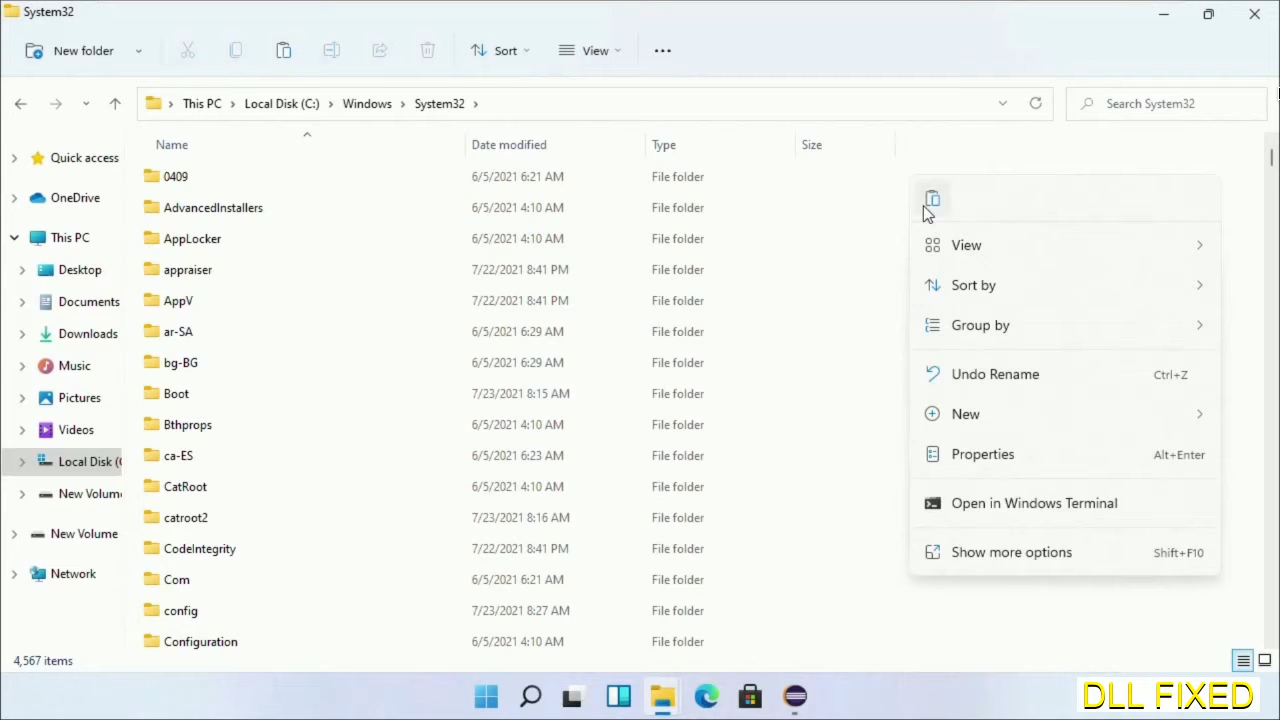 System32
New folder
Sort
View
This PC
Local Disk (C:)
Windows
System32
Search System32
Name
Date modified
Type
Size
Quick access
OneDrive
This PC
Desktop
Documents
Downloads
Music
Pictures
Videos
Local Disk (
New Volum
New Volume
Network
0409 6/5/2021 6:21 AM File folder
AdvancedInstallers 6/5/2021 4:10 AM File folder
AppLocker 6/5/2021 4:10 AM File folder
appraiser 7/22/2021 8:41 PM File folder
AppV 7/22/2021 8:41 PM File folder
ar-SA 6/5/2021 6:29 AM File folder
bg-BG 6/5/2021 6:29 AM File folder
Boot 7/23/2021 8:15 AM File folder
Bthprops 6/5/2021 4:10 AM File folder
ca-ES 6/5/2021 6:23 AM File folder
CatRoot 6/5/2021 4:10 AM File folder
catroot2 7/23/2021 8:16 AM File folder
CodeIntegrity 7/22/2021 8:41 PM File folder
Com 6/5/2021 6:21 AM File folder
config 7/23/2021 8:27 AM File folder
Configuration 6/5/2021 4:10 AM File folder
View
Sort by
Group by
Undo Rename Ctrl+Z
New
Properties Alt+Enter
Open in Windows Terminal
Show more options Shift+F10
4,567 items
DLL FIXED